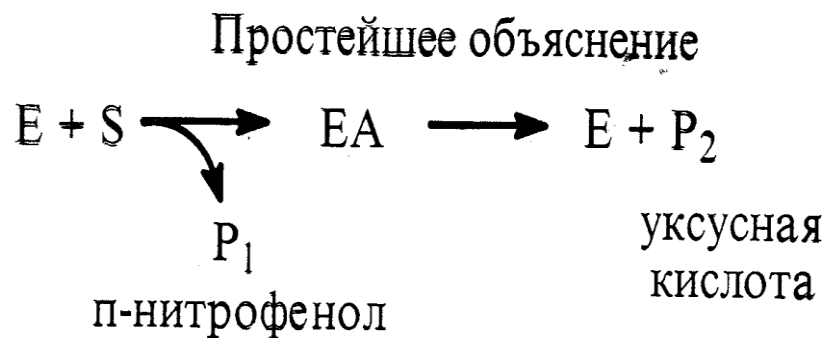 Простейшее объяснение
E + S EA E + P₂
P₁
п-нитрофенол
уксусная
кислота